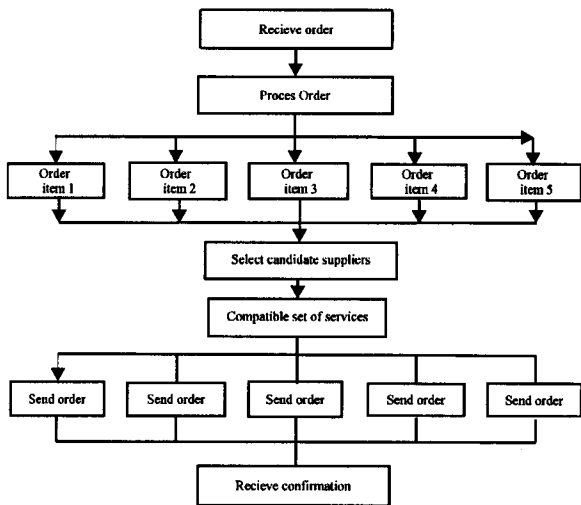 Recieve order
Proces Order
Order
item 1
Order
item 2
Order
item 3
Order
item 4
Order
item 5
Select candidate suppliers
Compatible set of services
Send order
Send order
Send order
Send order
Send order
Recieve confirmation